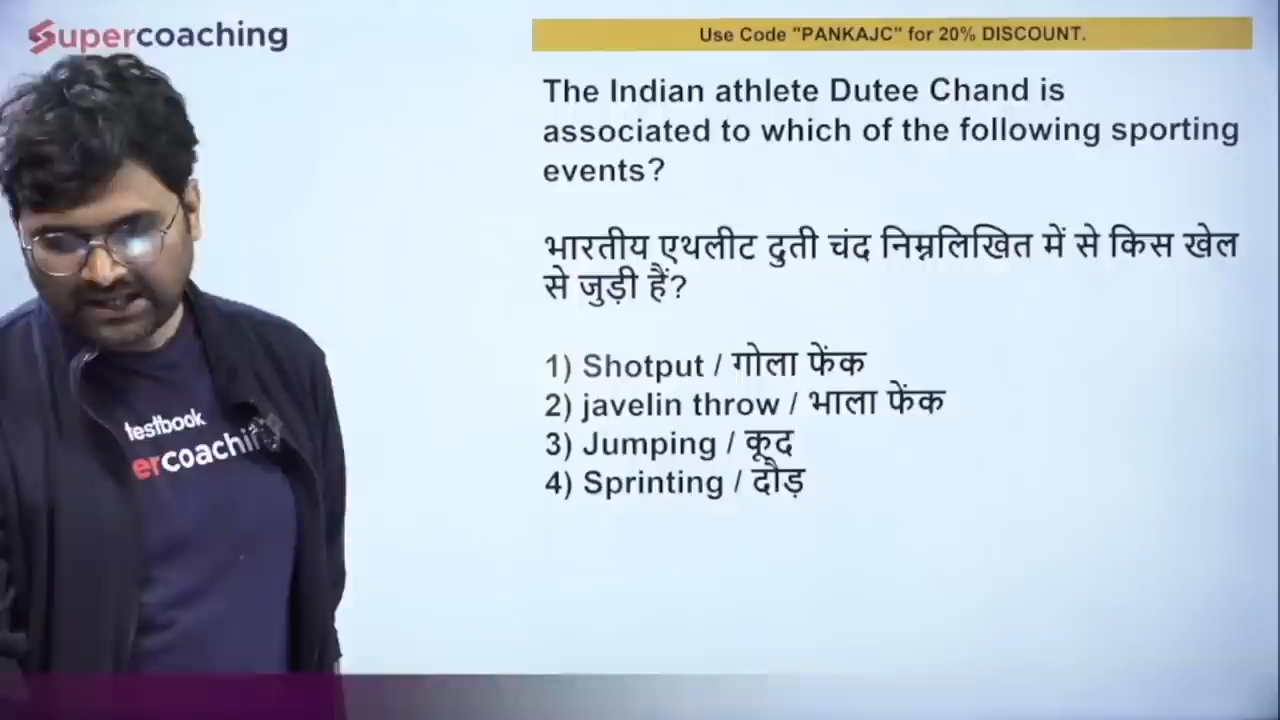 Supercoaching
Use Code "PANKAJC" for 20% DISCOUNT.
The Indian athlete Dutee Chand is
associated to which of the following sporting
events?
भारतीय एथलीट दुती चंद निम्नलिखित में से किस खेल
से जुड़ी हैं?
1) Shotput / गोला फेंक
2) javelin throw / भाला फेंक
3) Jumping / कूद
4) Sprinting / दौड़
testbook
ercoachi